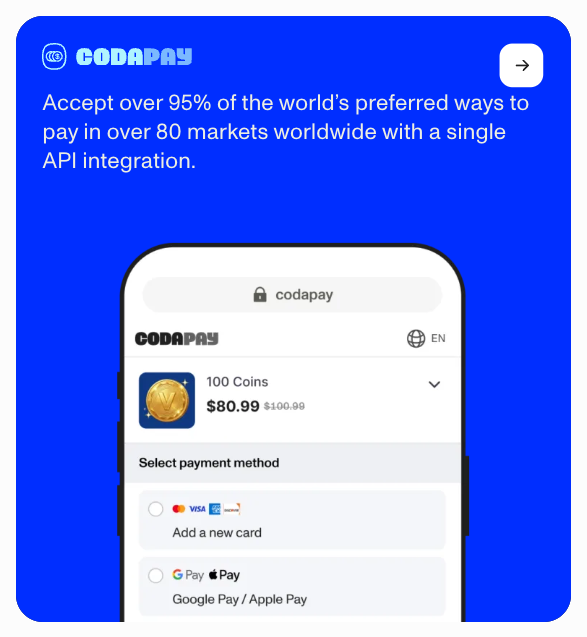 CODAPAY
Accept over 95% of the world's preferred ways to
pay in over 80 markets worldwide with a single
API integration.
codapay
CODAPAY
EN
100 Coins
$80.99 $100.99
Select payment method
VISA
Add a new card
G Pay Pay
Google Pay / Apple Pay